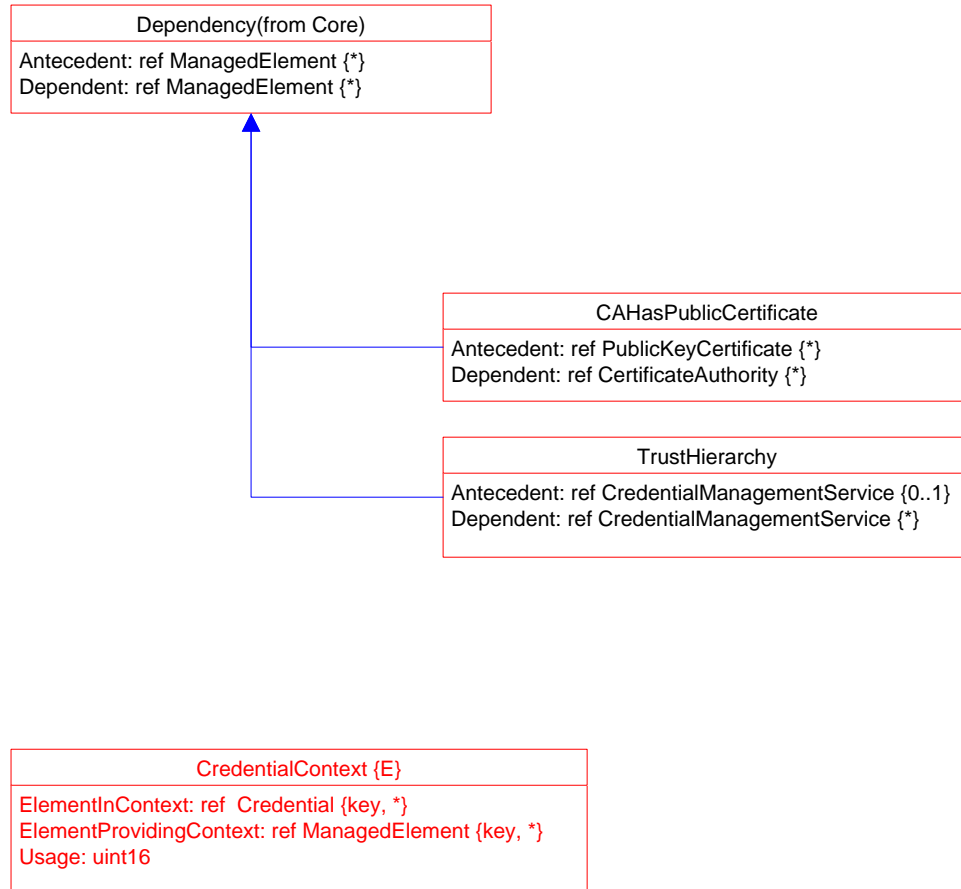 Dependency(from Core)
Antecedent: ref ManagedElement {*}
Dependent: ref ManagedElement {*}
CAHasPublicCertificate
Antecedent: ref PublicKeyCertificate {*}
Dependent: ref CertificateAuthority {*}
TrustHierarchy
Antecedent: ref CredentialManagementService {0..1}
Dependent: ref CredentialManagementService {*}
CredentialContext {E}
ElementInContext: ref  Credential {key, *}
ElementProvidingContext: ref ManagedElement {key, *}
Usage: uint16